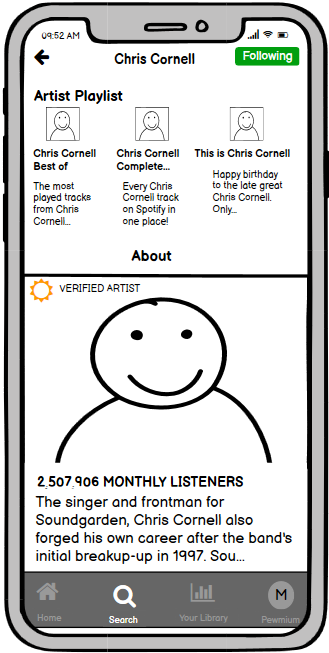 09:52 AM
Chris Cornell
Following
Artist Playlist
Chris Cornell
Best of
The most
played tracks
from Chris
Cornell...
Chris Cornell
Complete...
Every Chris
Cornell track
on Spotify in
one place!
This is Chris Cornell
Happy birthday
to the late great
Chris Cornell.
Only...
About
VERIFIED ARTIST
2,507,906 MONTHLY LISTENERS
The singer and frontman for
Soundgarden, Chris Cornell also
forged his own career after the band's
initial breakup-up in 1997. Sou...
Home
Search
Your Library
M
Pewmium